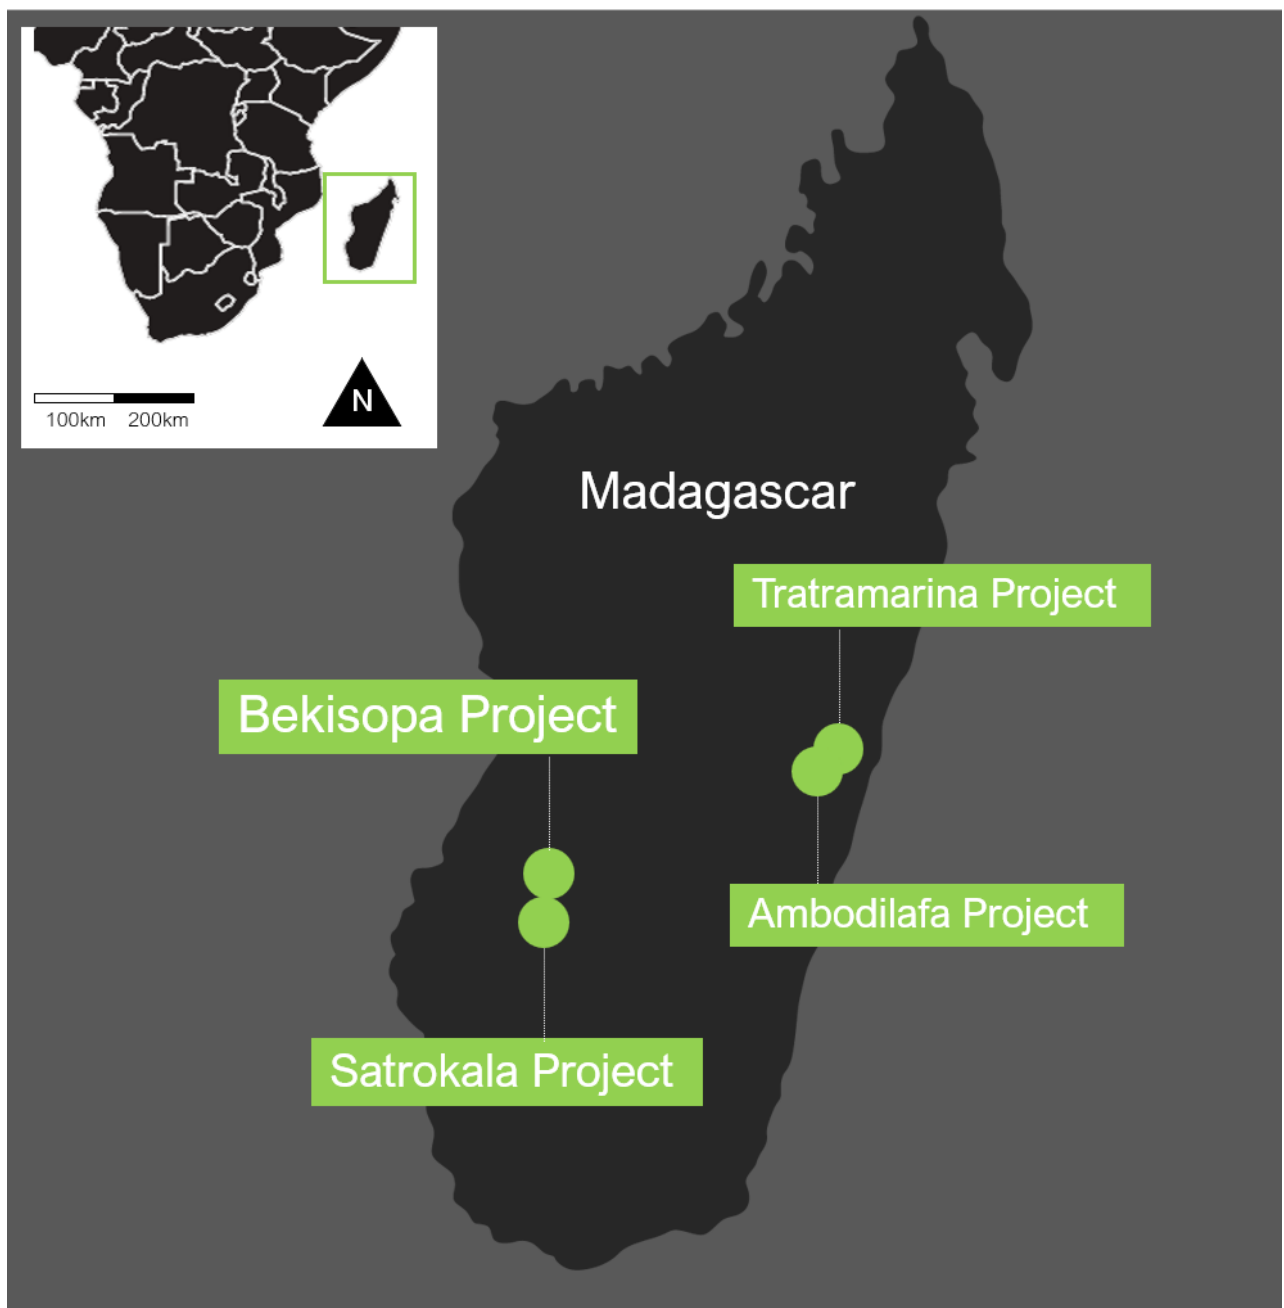 N
100km 200km
Madagascar
Tratramarina Project
Bekisopa Project
Ambodilafa Project
Satrokala Project